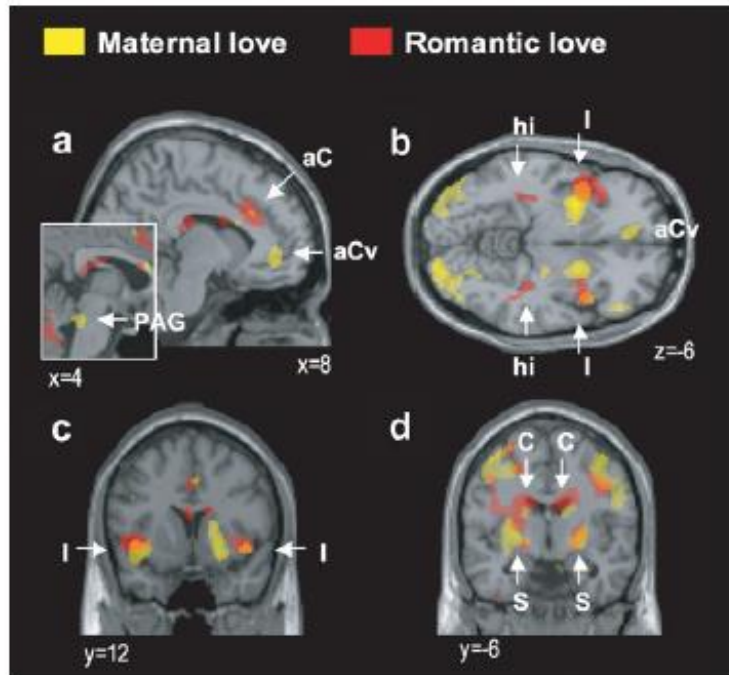 Maternal love Romantic love
a
aC
aCv
PAG
x=4
x=8
b
hi I
aCv
hi I
z=-6
c
I I
y=12
d
C C
S S
y=-6